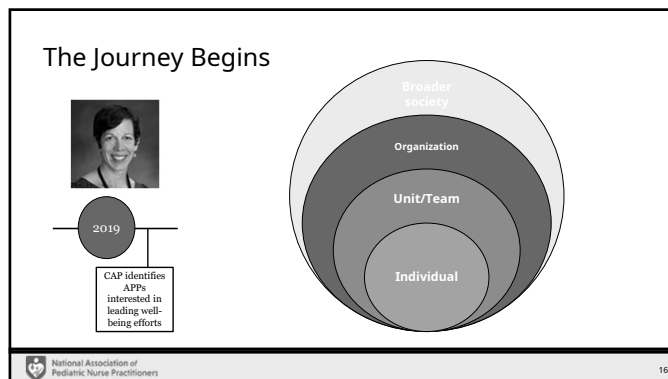 The Journey Begins
Broader
society
Organization
Unit/Team
Individual
2019
CAP identifies
APPs
interested in
leading well-
being efforts
National Association of
Pediatric Nurse Practitioners
16